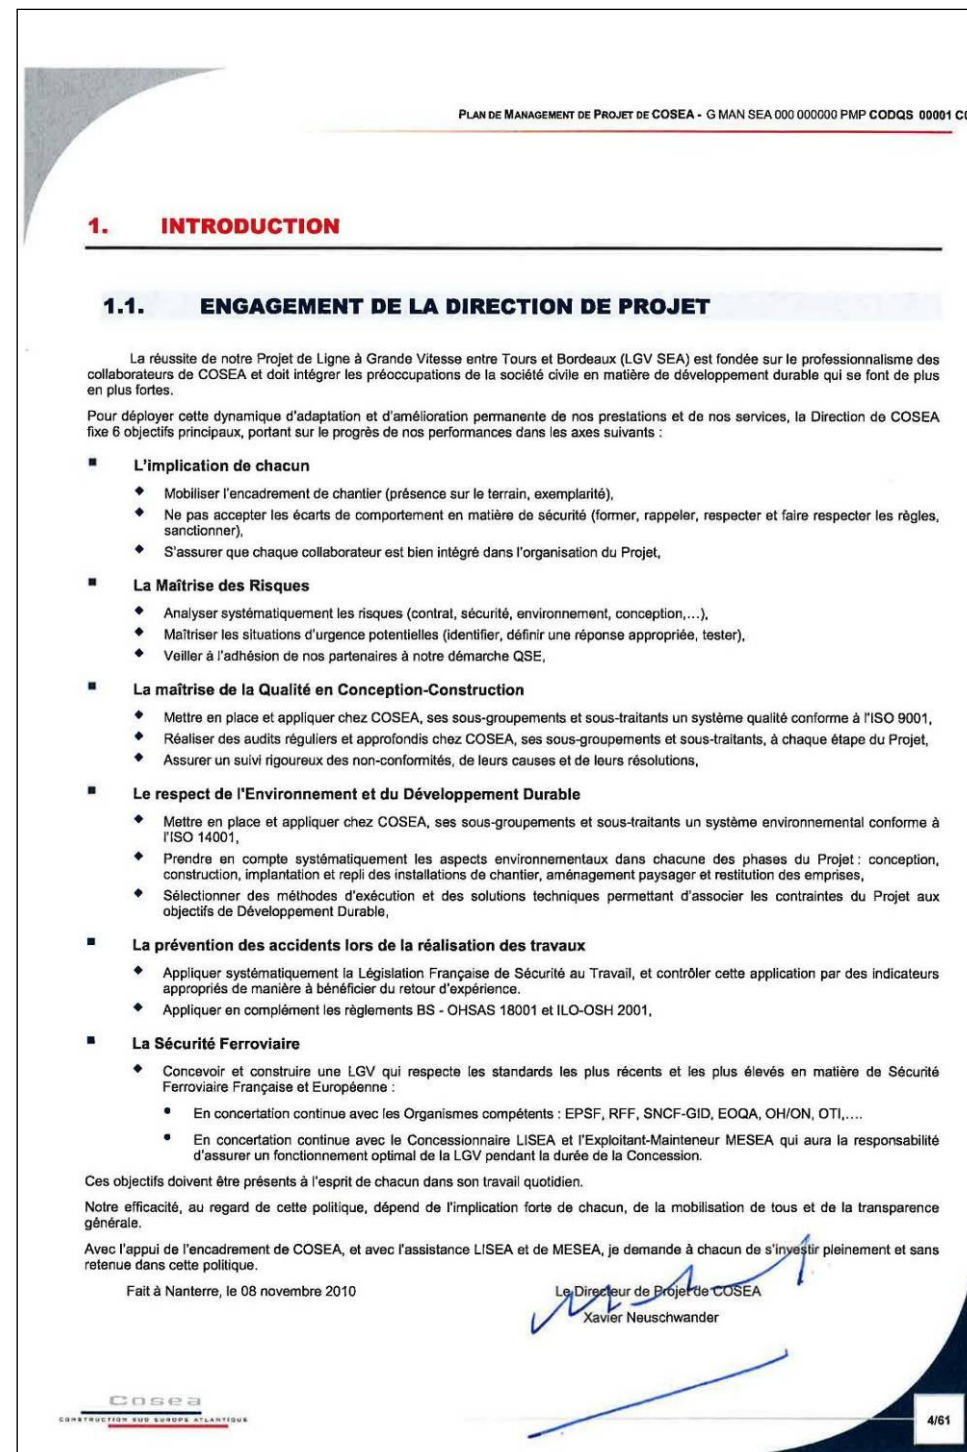 PLAN DE MANAGEMENT DE PROJET DE COSEA - G MAN SEA 000 000000 PMP CODQS 00001 C0
1. INTRODUCTION
1.1. ENGAGEMENT DE LA DIRECTION DE PROJET
La réussite de notre Projet de Ligne à Grande Vitesse entre Tours et Bordeaux (LGV SEA) est fondée sur le professionnalisme des
collaborateurs de COSEA et doit intégrer les préoccupations de la société civile en matière de développement durable qui se font de plus
en plus fortes.
Pour déployer cette dynamique d'adaptation et d'amélioration permanente de nos prestations et de nos services, la Direction de COSEA
fixe 6 objectifs principaux, portant sur le progrès de nos performances dans les axes suivants :
■ L'implication de chacun
◆ Mobiliser l'encadrement de chantier (présence sur le terrain, exemplarité),
◆ Ne pas accepter les écarts de comportement en matière de sécurité (former, rappeler, respecter et faire respecter les règles,
sanctionner),
◆ S'assurer que chaque collaborateur est bien intégré dans l'organisation du Projet,
■ La Maîtrise des Risques
◆ Analyser systématiquement les risques (contrat, sécurité, environnement, conception,…),
◆ Maîtriser les situations d'urgence potentielles (identifier, définir une réponse appropriée, tester),
◆ Veiller à l'adhésion de nos partenaires à notre démarche QSE,
■ La maîtrise de la Qualité en Conception-Construction
◆ Mettre en place et appliquer chez COSEA, ses sous-groupements et sous-traitants un système qualité conforme à l'ISO 9001,
◆ Réaliser des audits réguliers et approfondis chez COSEA, ses sous-groupements et sous-traitants, à chaque étape du Projet,
◆ Assurer un suivi rigoureux des non-conformités, de leurs causes et de leurs résolutions,
■ Le respect de l'Environnement et du Développement Durable
◆ Mettre en place et appliquer chez COSEA, ses sous-groupements et sous-traitants un système environnemental conforme à
l'ISO 14001,
◆ Prendre en compte systématiquement les aspects environnementaux dans chacune des phases du Projet : conception,
construction, implantation et repli des installations de chantier, aménagement paysager et restitution des emprises,
◆ Sélectionner des méthodes d'exécution et des solutions techniques permettant d'associer les contraintes du Projet aux
objectifs de Développement Durable,
■ La prévention des accidents lors de la réalisation des travaux
◆ Appliquer systématiquement la Législation Française de Sécurité au Travail, et contrôler cette application par des indicateurs
appropriés de manière à bénéficier du retour d'expérience.
◆ Appliquer en complément les règlements BS - OHSAS 18001 et ILO-OSH 2001,
■ La Sécurité Ferroviaire
◆ Concevoir et construire une LGV qui respecte les standards les plus récents et les plus élevés en matière de Sécurité
Ferroviaire Française et Européenne :
● En concertation continue avec les Organismes compétents : EPSF, RFF, SNCF-GID, EOQA, OH/ON, OTI,….
● En concertation continue avec le Concessionnaire LISEA et l'Exploitant-Mainteneur MESEA qui aura la responsabilité
d'assurer un fonctionnement optimal de la LGV pendant la durée de la Concession.
Ces objectifs doivent être présents à l'esprit de chacun dans son travail quotidien.
Notre efficacité, au regard de cette politique, dépend de l'implication forte de chacun, de la mobilisation de tous et de la transparence
générale.
Avec l'appui de l'encadrement de COSEA, et avec l'assistance LISEA et de MESEA, je demande à chacun de s'investir pleinement et sans
retenue dans cette politique.
Fait à Nanterre, le 08 novembre 2010
Le Directeur de Projet de COSEA
Xavier Neuschwander
Cosea
CONSTRUCTION SUD EUROPE ATLANTIQUE
4/61